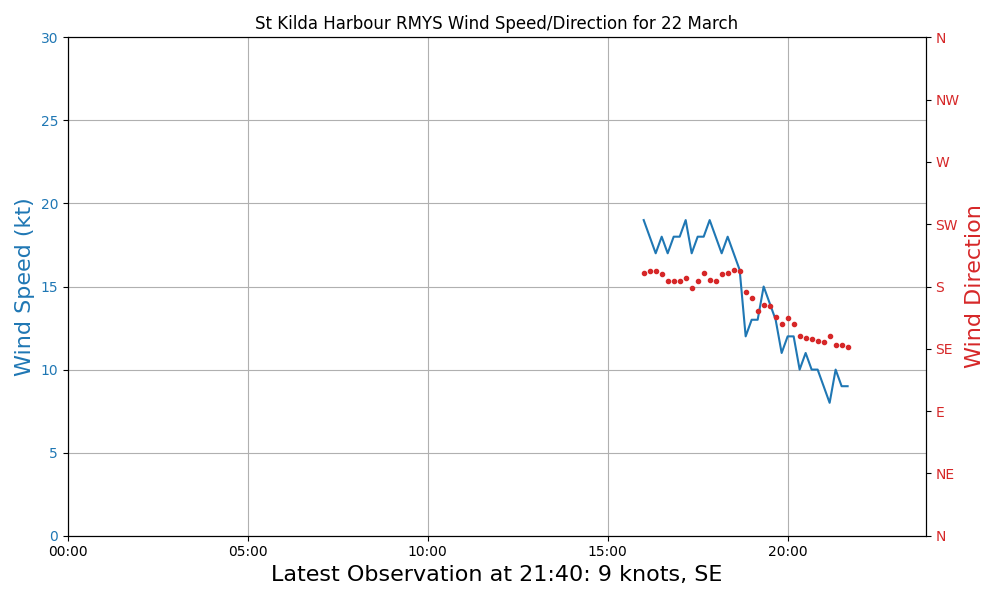 St Kilda Harbour RMYS Wind Speed/Direction for 22 March
30
25
20
15
10
5
0
Wind Speed (kt)
N
NW
W
SW
S
SE
E
NE
N
Wind Direction
00:00 05:00 10:00 15:00 20:00
Latest Observation at 21:40: 9 knots, SE